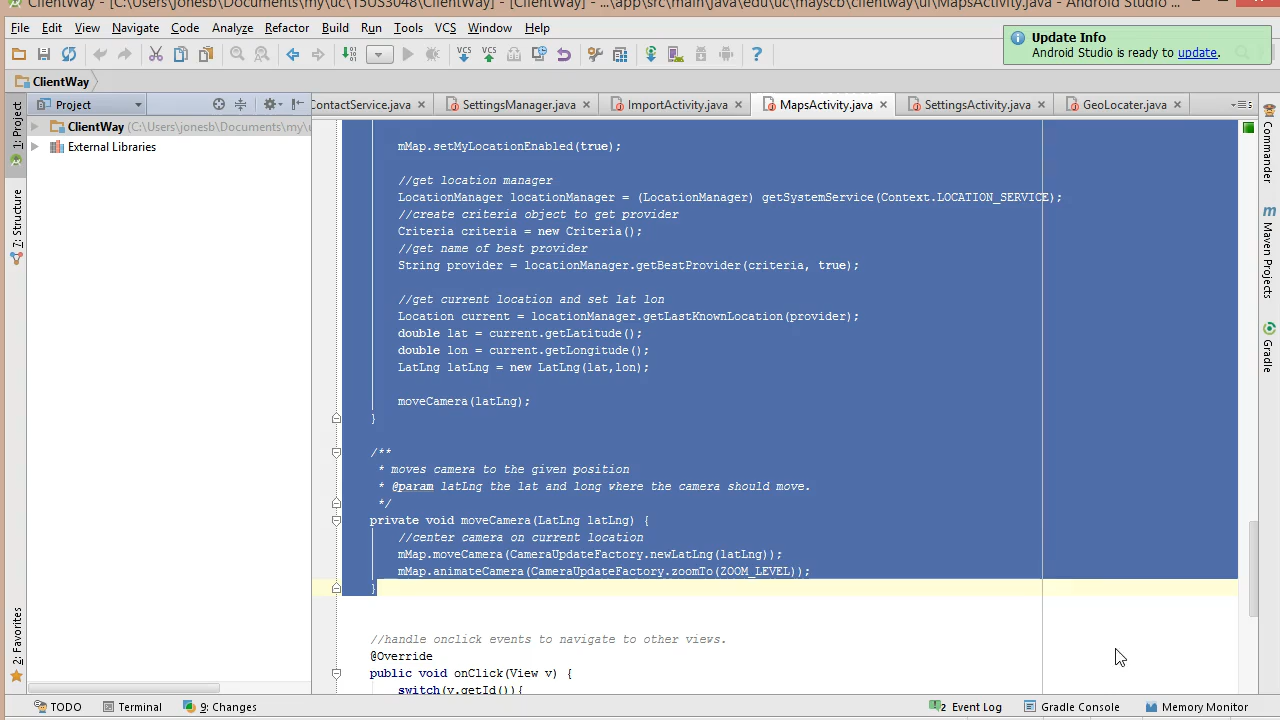 ClientWay - [C:\Users\jonesb\Documents\my\uc\15US3048\ClientWay] - [ClientWay] - ...\app\src\main\java\edu\uc\mayscb\clientway\ui\MapsActivity.java - Android Studio ...
File Edit View Navigate Code Analyze Refactor Build Run Tools VCS Window Help
Update Info
Android Studio is ready to update.
ClientWay
Project
ContactService.java SettingsManager.java ImportActivity.java MapsActivity.java SettingsActivity.java GeoLocater.java
ClientWay (C:\Users\jonesb\Documents\my\u
External Libraries
1: Project
7: Structure
2: Favorites
mMap.setMyLocationEnabled(true);
//get location manager
LocationManager locationManager = (LocationManager) getSystemService(Context.LOCATION_SERVICE);
//create criteria object to get provider
Criteria criteria = new Criteria();
//get name of best provider
String provider = locationManager.getBestProvider(criteria, true);
//get current location and set lat lon
Location current = locationManager.getLastKnownLocation(provider);
double lat = current.getLatitude();
double lon = current.getLongitude();
LatLng latLng = new LatLng(lat,lon);
moveCamera(latLng);
}
/**
* moves camera to the given position
* @param latLng the lat and long where the camera should move.
*/
private void moveCamera(LatLng latLng) {
//center camera on current location
mMap.moveCamera(CameraUpdateFactory.newLatLng(latLng));
mMap.animateCamera(CameraUpdateFactory.zoomTo(ZOOM_LEVEL));
}
//handle onclick events to navigate to other views.
@Override
public void onClick(View v) {
switch(v.getId()){
Commander
Maven Projects
Gradle
TODO Terminal 9: Changes 2 Event Log Gradle Console Memory Monitor